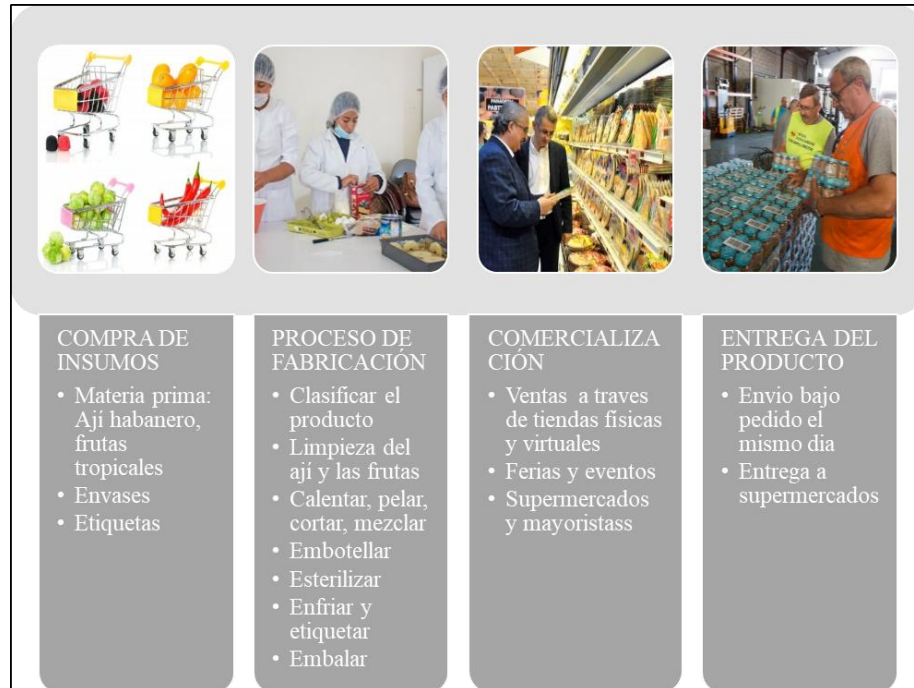 COMPRA DE
INSUMOS
• Materia prima:
Ají habanero,
frutas
tropicales
• Envases
• Etiquetas
PROCESO DE
FABRICACIÓN
• Clasificar el
producto
• Limpieza del
ají y las frutas
• Calentar, pelar,
cortar, mezclar
• Embotellar
• Esterilizar
• Enfriar y
etiquetar
• Embalar
COMERCIALIZA
CIÓN
• Ventas a traves
de tiendas físicas
y virtuales
• Ferias y eventos
• Supermercados
y mayoristass
ENTREGA DEL
PRODUCTO
• Envio bajo
pedido el
mismo dia
• Entrega a
supermercados